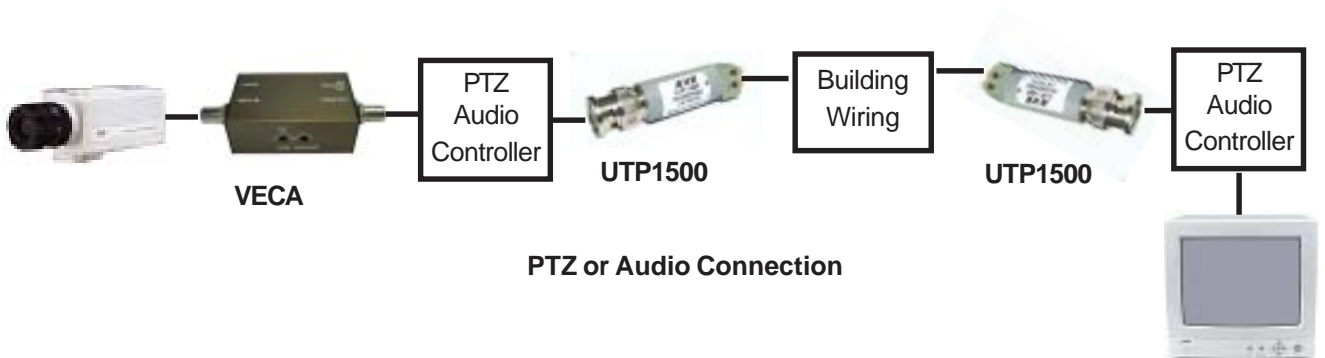 PTZ
Audio
Controller
Building
Wiring
PTZ
Audio
Controller
VECA
UTP1500
UTP1500
PTZ or Audio Connection